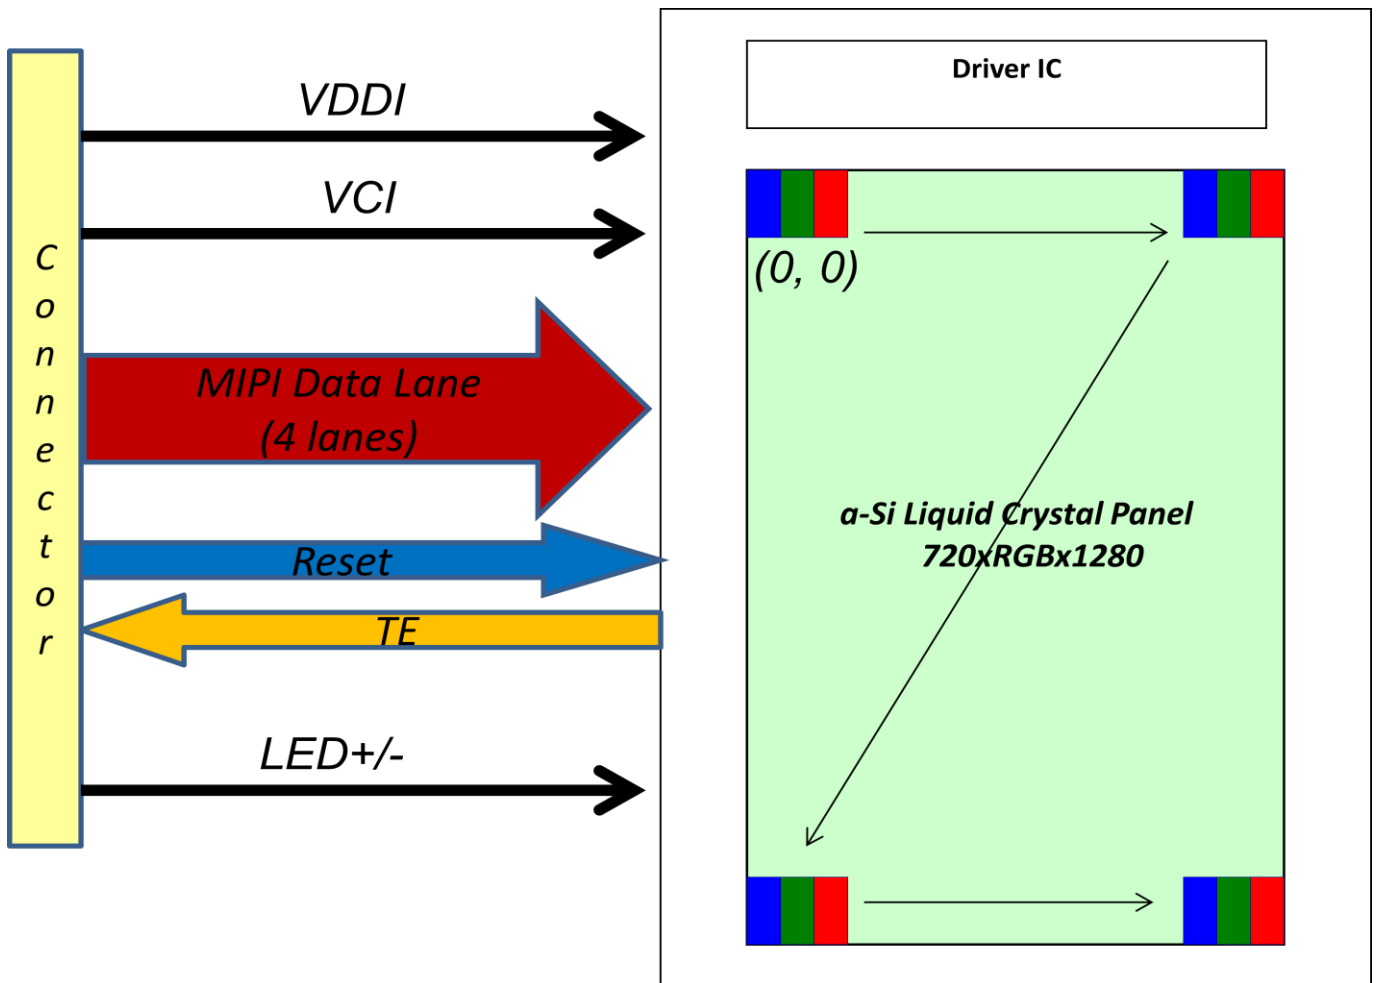 Driver IC
VDDI
VCI
Connector
(0, 0)
MIPI Data Lane
(4 lanes)
a-Si Liquid Crystal Panel
720xRGBx1280
Reset
TE
LED+/-